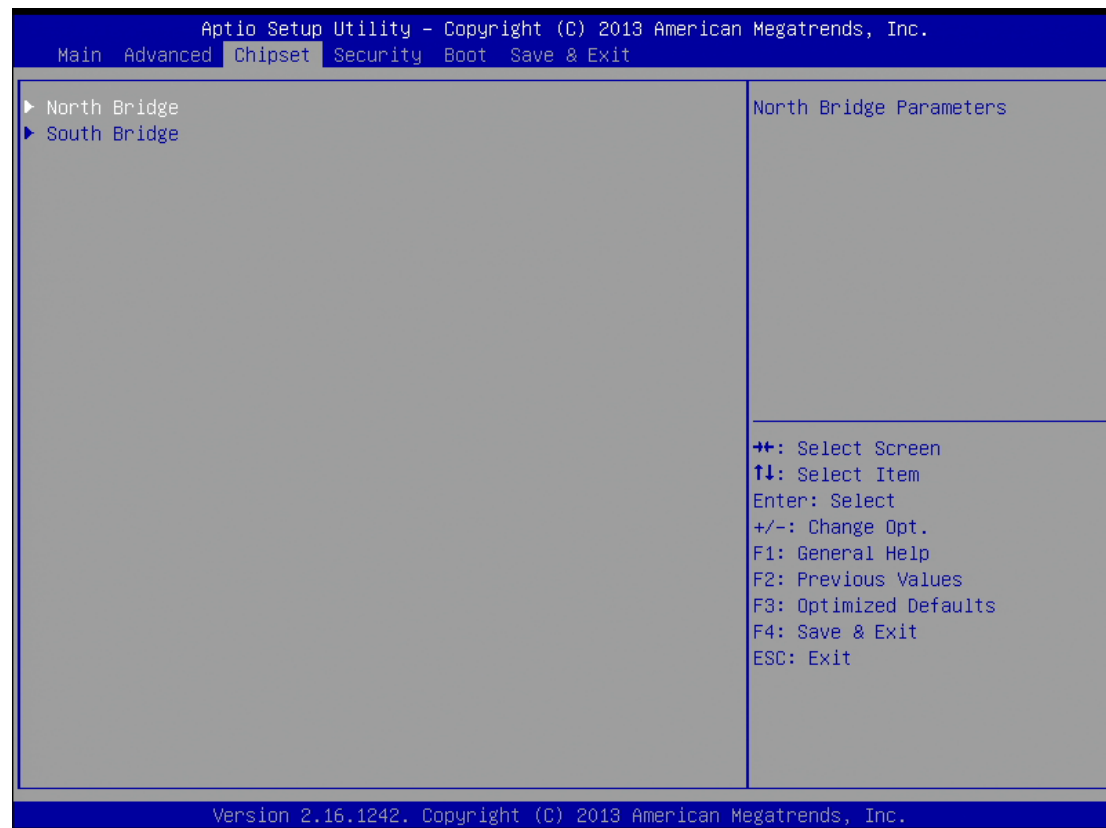 Aptio Setup Utility – Copyright (C) 2013 American Megatrends, Inc.
Main Advanced Chipset Security Boot Save & Exit
▶ North Bridge
▶ South Bridge
North Bridge Parameters
→←: Select Screen
↑↓: Select Item
Enter: Select
+/-: Change Opt.
F1: General Help
F2: Previous Values
F3: Optimized Defaults
F4: Save & Exit
ESC: Exit
Version 2.16.1242. Copyright (C) 2013 American Megatrends, Inc.